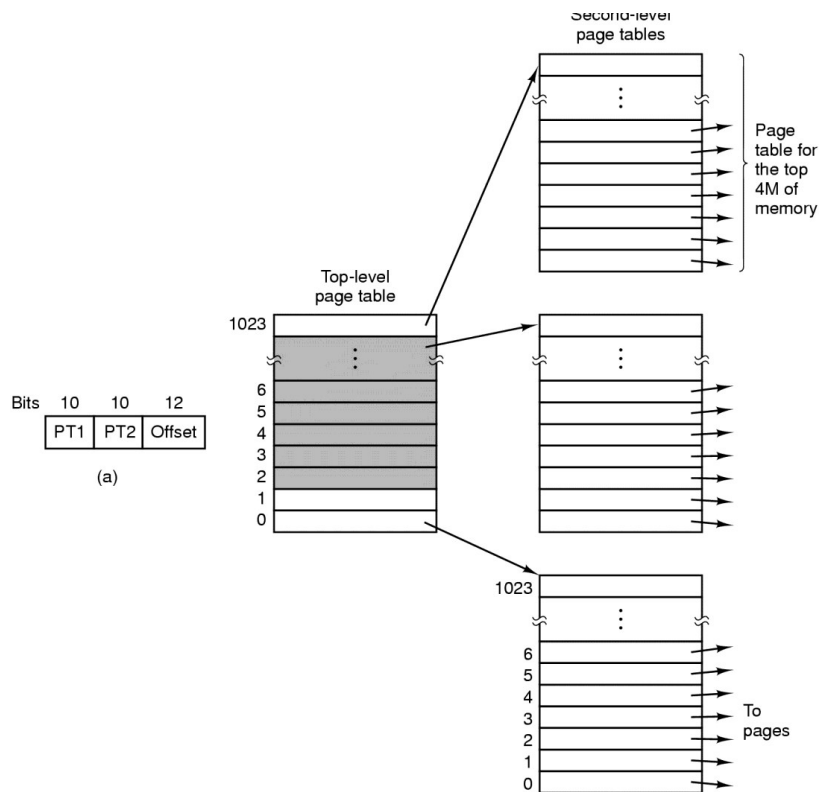 Second-level
page tables
Page
table for
the top
4M of
memory
Top-level
page table
1023
6
5
4
3
2
1
0
Bits 10 10 12
PT1 PT2 Offset
(a)
1023
6
5
4
3
2
1
0
To
pages